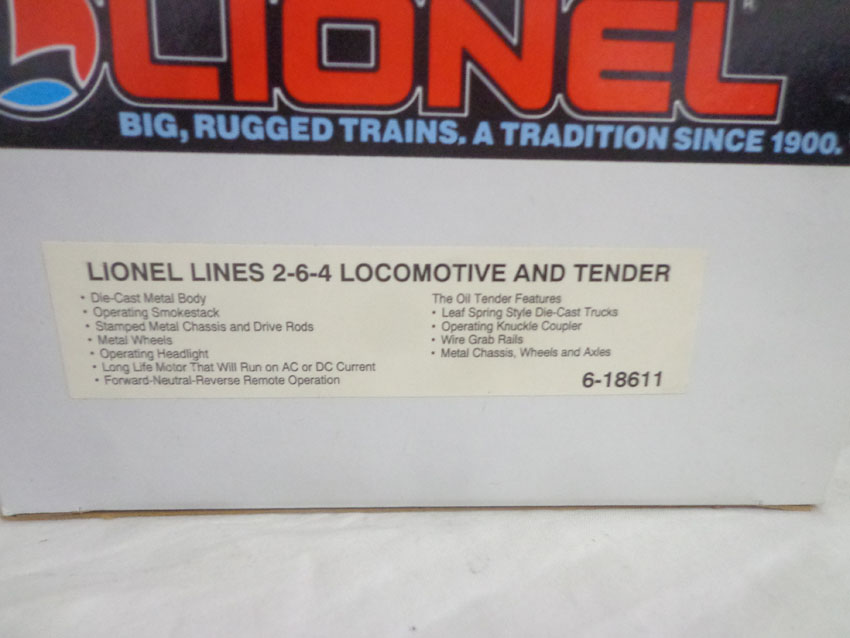 LIONEL
BIG, RUGGED TRAINS. A TRADITION SINCE 1900.
LIONEL LINES 2-6-4 LOCOMOTIVE AND TENDER
• Die-Cast Metal Body
• Operating Smokestack
• Stamped Metal Chassis and Drive Rods
• Metal Wheels
• Operating Headlight
• Long Life Motor That Will Run on AC or DC Current
• Forward-Neutral-Reverse Remote Operation
The Oil Tender Features
• Leaf Spring Style Die-Cast Trucks
• Operating Knuckle Coupler
• Wire Grab Rails
• Metal Chassis, Wheels and Axles
6-18611